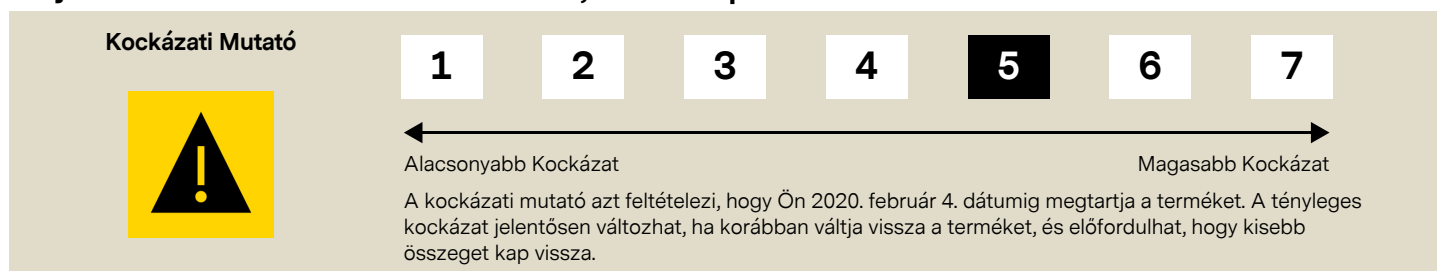 Kockázati Mutató
1 2 3 4 5 6 7
Alacsonyabb Kockázat Magasabb Kockázat
A kockázati mutató azt feltételezi, hogy Ön 2020. február 4. dátumig megtartja a terméket. A tényleges
kockázat jelentősen változhat, ha korábban váltja vissza a terméket, és előfordulhat, hogy kisebb
összeget kap vissza.